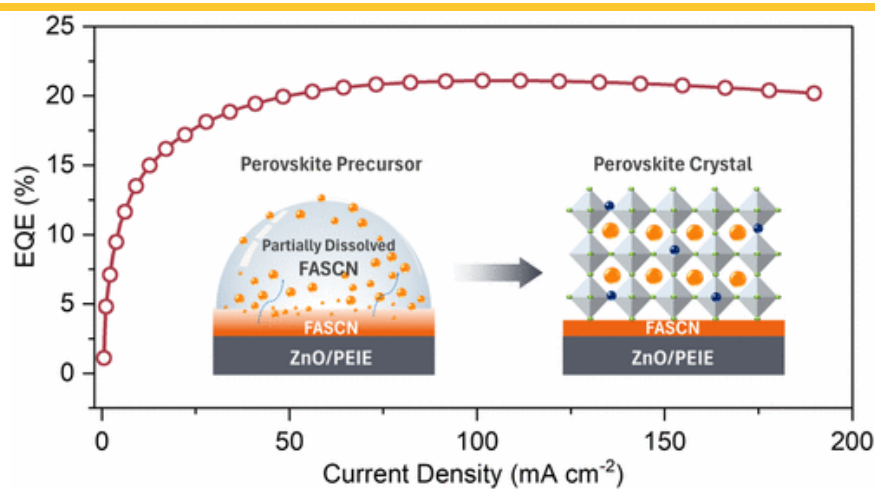 25
20
15
10
5
0
EQE (%)
Perovskite Precursor
Perovskite Crystal
Partially Dissolved
FASCN
FASCN
FASCN
ZnO/PEIE
ZnO/PEIE
0
50
100
150
200
Current Density (mA cm⁻²)